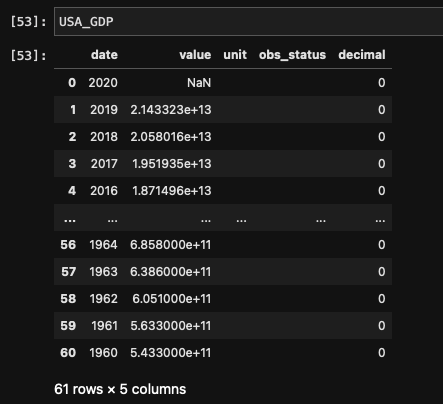 [53]: USA_GDP
[53]: date value unit obs_status decimal
0 2020 NaN 0
1 2019 2.143323e+13 0
2 2018 2.058016e+13 0
3 2017 1.951935e+13 0
4 2016 1.871496e+13 0
... ... ... ... ... ...
56 1964 6.858000e+11 0
57 1963 6.386000e+11 0
58 1962 6.051000e+11 0
59 1961 5.633000e+11 0
60 1960 5.433000e+11 0
61 rows × 5 columns